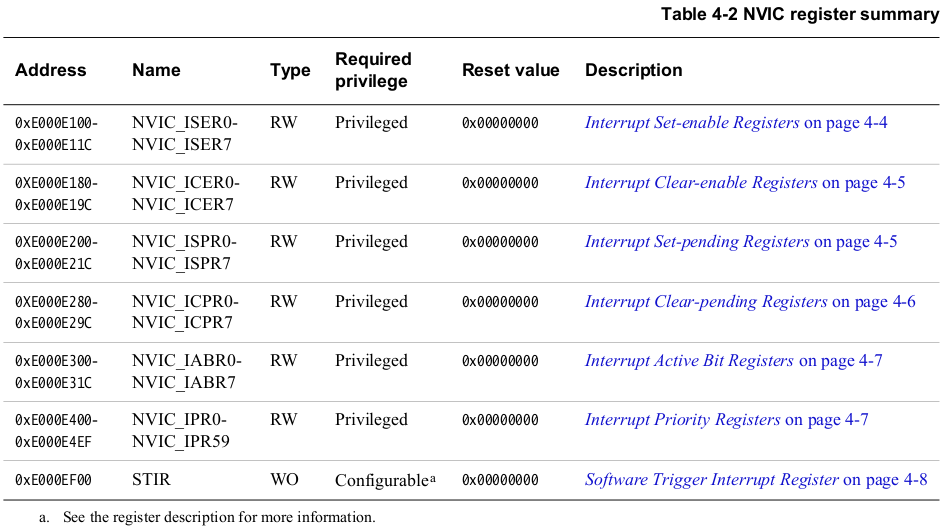 Table 4-2 NVIC register summary
Address Name Type Required privilege Reset value Description
0xE000E100- NVIC_ISER0- RW Privileged 0x00000000 Interrupt Set-enable Registers on page 4-4
0xE000E11C NVIC_ISER7
0XE000E180- NVIC_ICER0- RW Privileged 0x00000000 Interrupt Clear-enable Registers on page 4-5
0xE000E19C NVIC_ICER7
0XE000E200- NVIC_ISPR0- RW Privileged 0x00000000 Interrupt Set-pending Registers on page 4-5
0xE000E21C NVIC_ISPR7
0XE000E280- NVIC_ICPR0- RW Privileged 0x00000000 Interrupt Clear-pending Registers on page 4-6
0xE000E29C NVIC_ICPR7
0xE000E300- NVIC_IABR0- RW Privileged 0x00000000 Interrupt Active Bit Registers on page 4-7
0xE000E31C NVIC_IABR7
0xE000E400- NVIC_IPR0- RW Privileged 0x00000000 Interrupt Priority Registers on page 4-7
0xE000E4EF NVIC_IPR59
0xE000EF00 STIR WO Configurableᵃ 0x00000000 Software Trigger Interrupt Register on page 4-8
a. See the register description for more information.